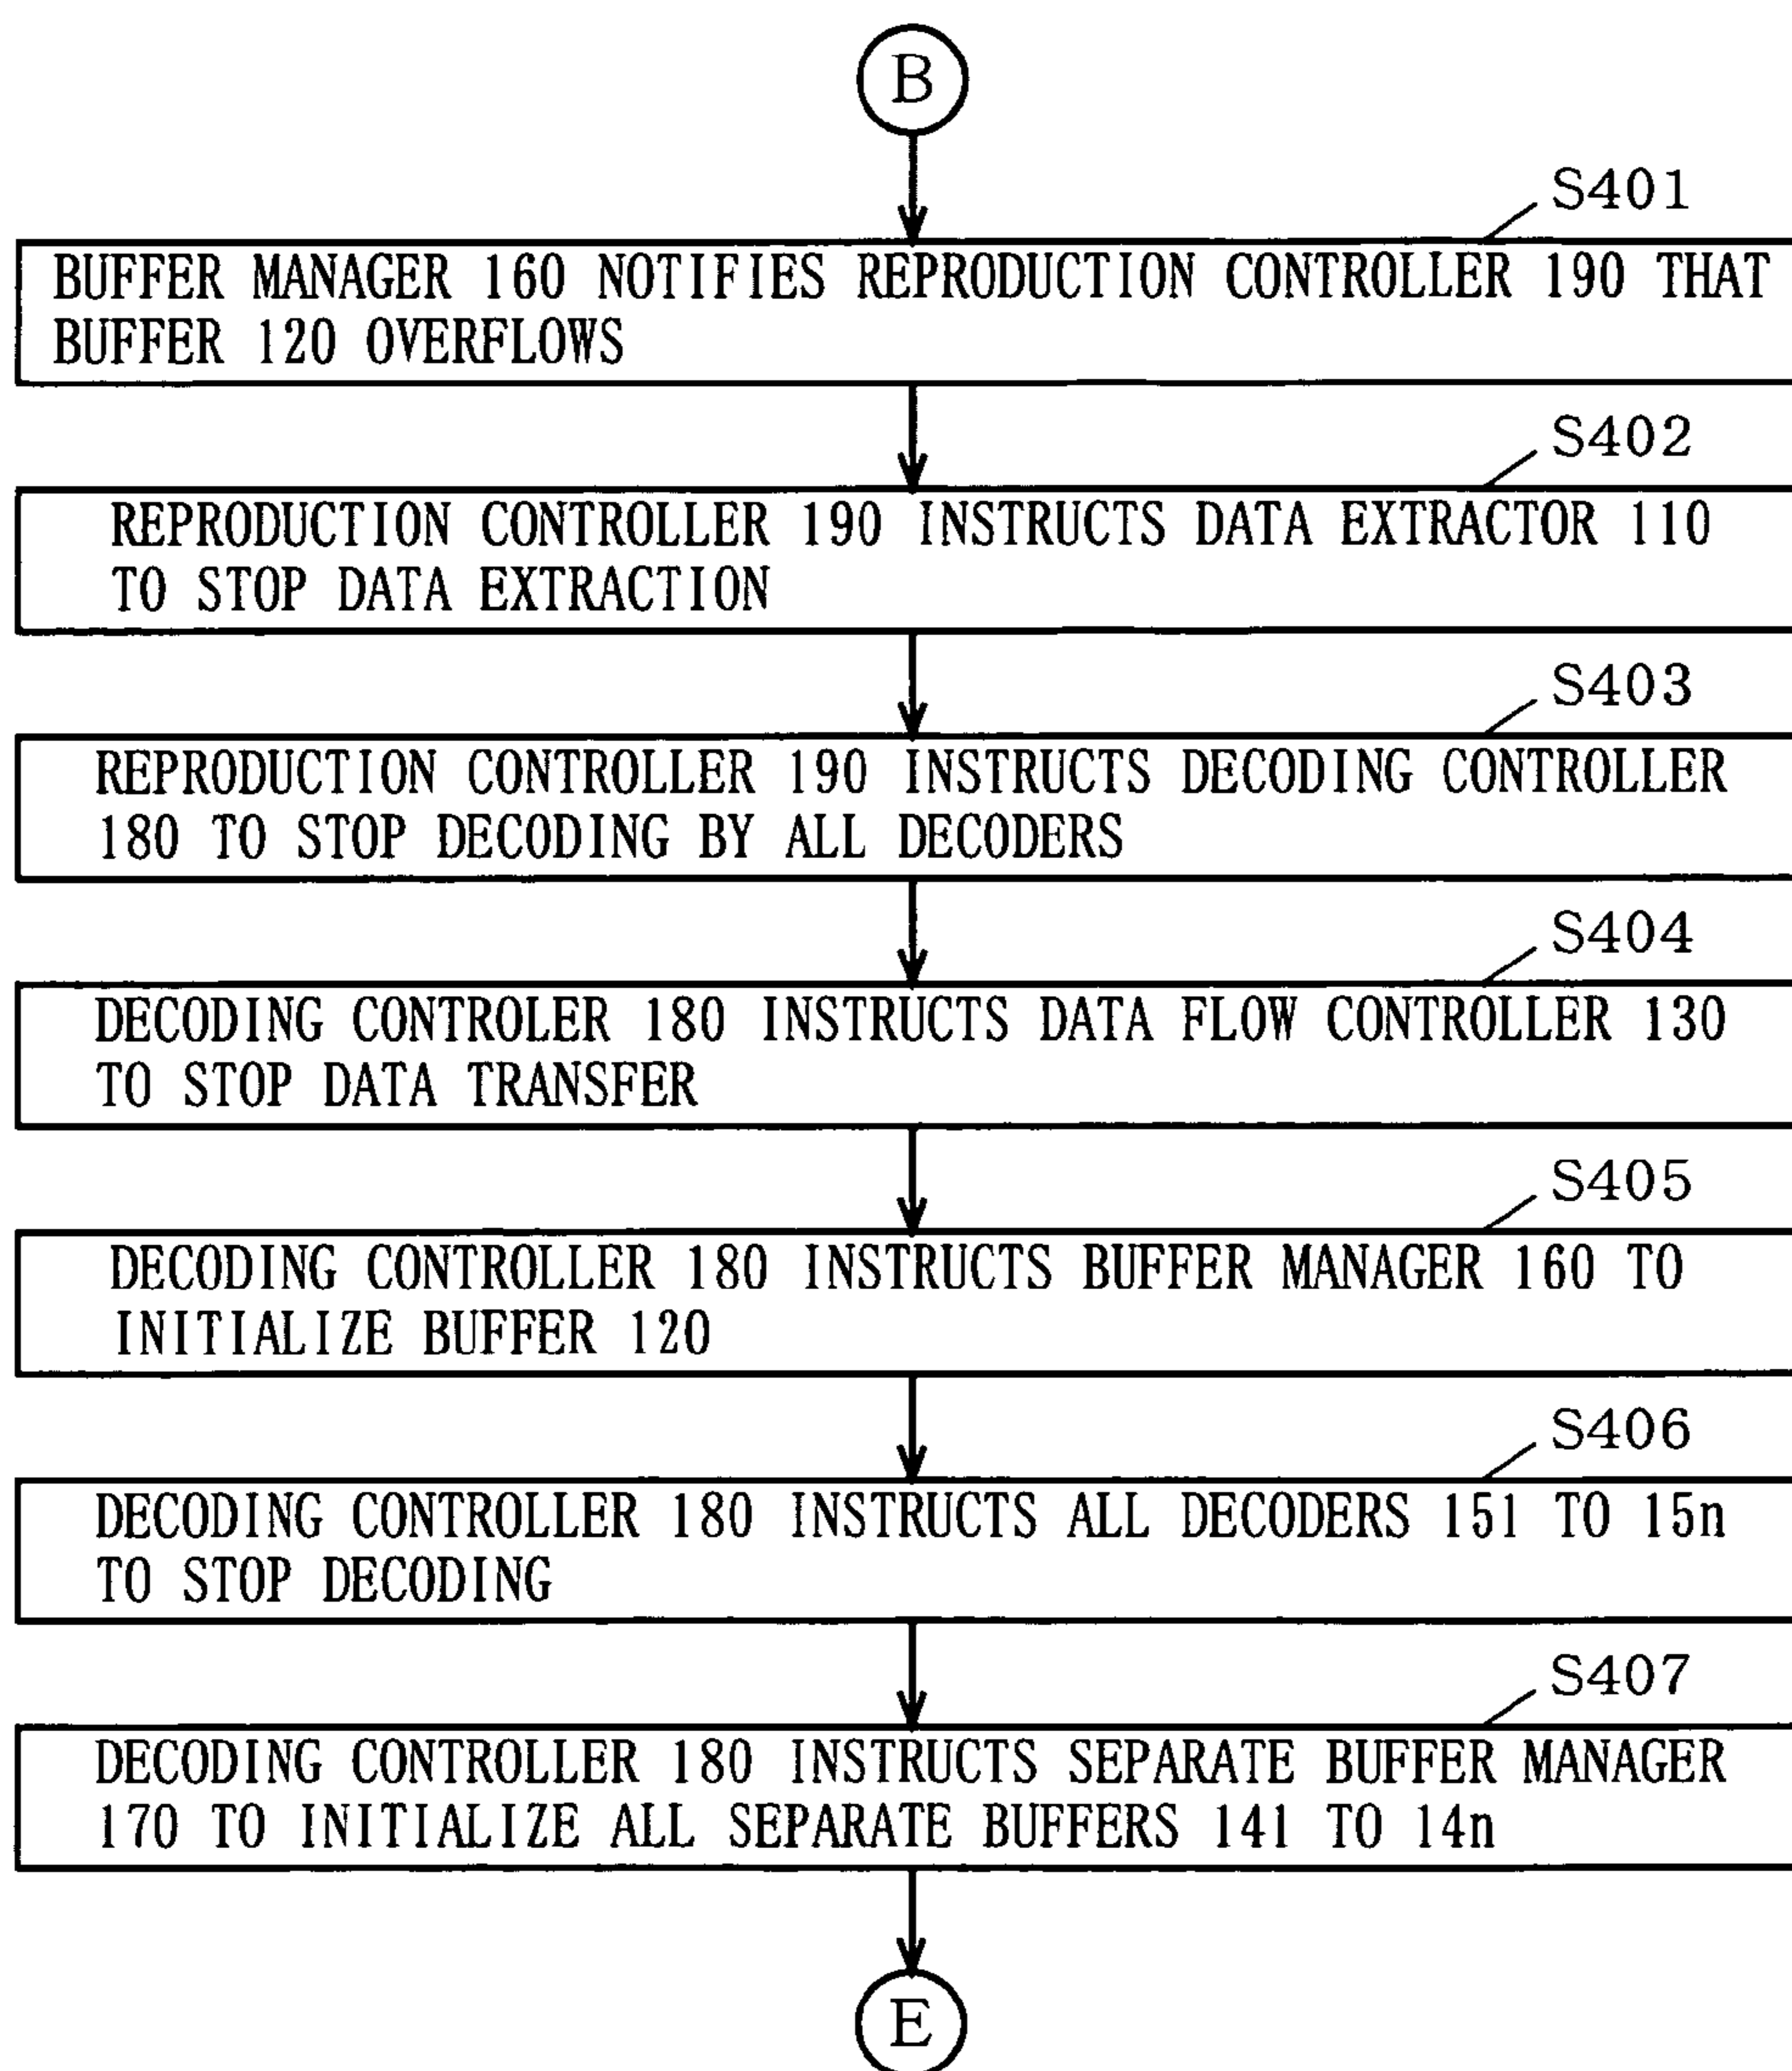 B
S401
BUFFER MANAGER 160 NOTIFIES REPRODUCTION CONTROLLER 190 THAT
BUFFER 120 OVERFLOWS
S402
REPRODUCTION CONTROLLER 190 INSTRUCTS DATA EXTRACTOR 110
TO STOP DATA EXTRACTION
S403
REPRODUCTION CONTROLLER 190 INSTRUCTS DECODING CONTROLLER
180 TO STOP DECODING BY ALL DECODERS
S404
DECODING CONTROLER 180 INSTRUCTS DATA FLOW CONTROLLER 130
TO STOP DATA TRANSFER
S405
DECODING CONTROLLER 180 INSTRUCTS BUFFER MANAGER 160 TO
INITIALIZE BUFFER 120
S406
DECODING CONTROLLER 180 INSTRUCTS ALL DECODERS 151 TO 15n
TO STOP DECODING
S407
DECODING CONTROLLER 180 INSTRUCTS SEPARATE BUFFER MANAGER
170 TO INITIALIZE ALL SEPARATE BUFFERS 141 TO 14n
E